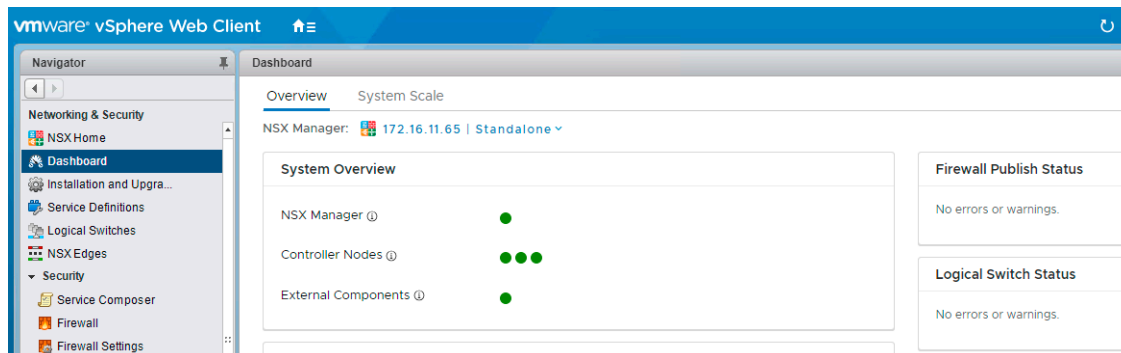 vmware® vSphere Web Client
Navigator
Networking & Security
NSX Home
Dashboard
Installation and Upgra...
Service Definitions
Logical Switches
NSX Edges
Security
Service Composer
Firewall
Firewall Settings
Dashboard
Overview System Scale
NSX Manager: 172.16.11.65 | Standalone
System Overview
NSX Manager
Controller Nodes
External Components
Firewall Publish Status
No errors or warnings.
Logical Switch Status
No errors or warnings.